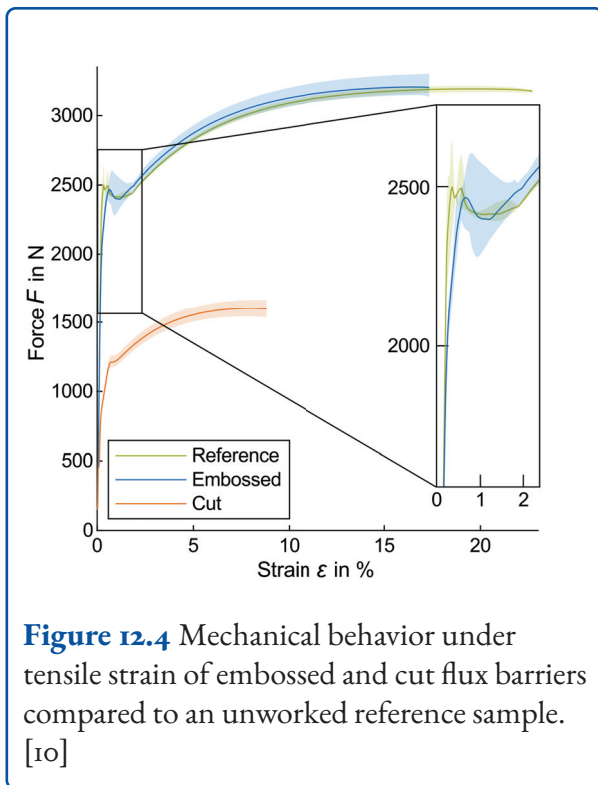 3000
2500
2000
1500
1000
500
0
Force F in N
0
5
10
15
20
Strain ε in %
Reference
Embossed
Cut
2500
2000
0
1
2
Figure 12.4 Mechanical behavior under
tensile strain of embossed and cut flux barriers
compared to an unworked reference sample.
[10]